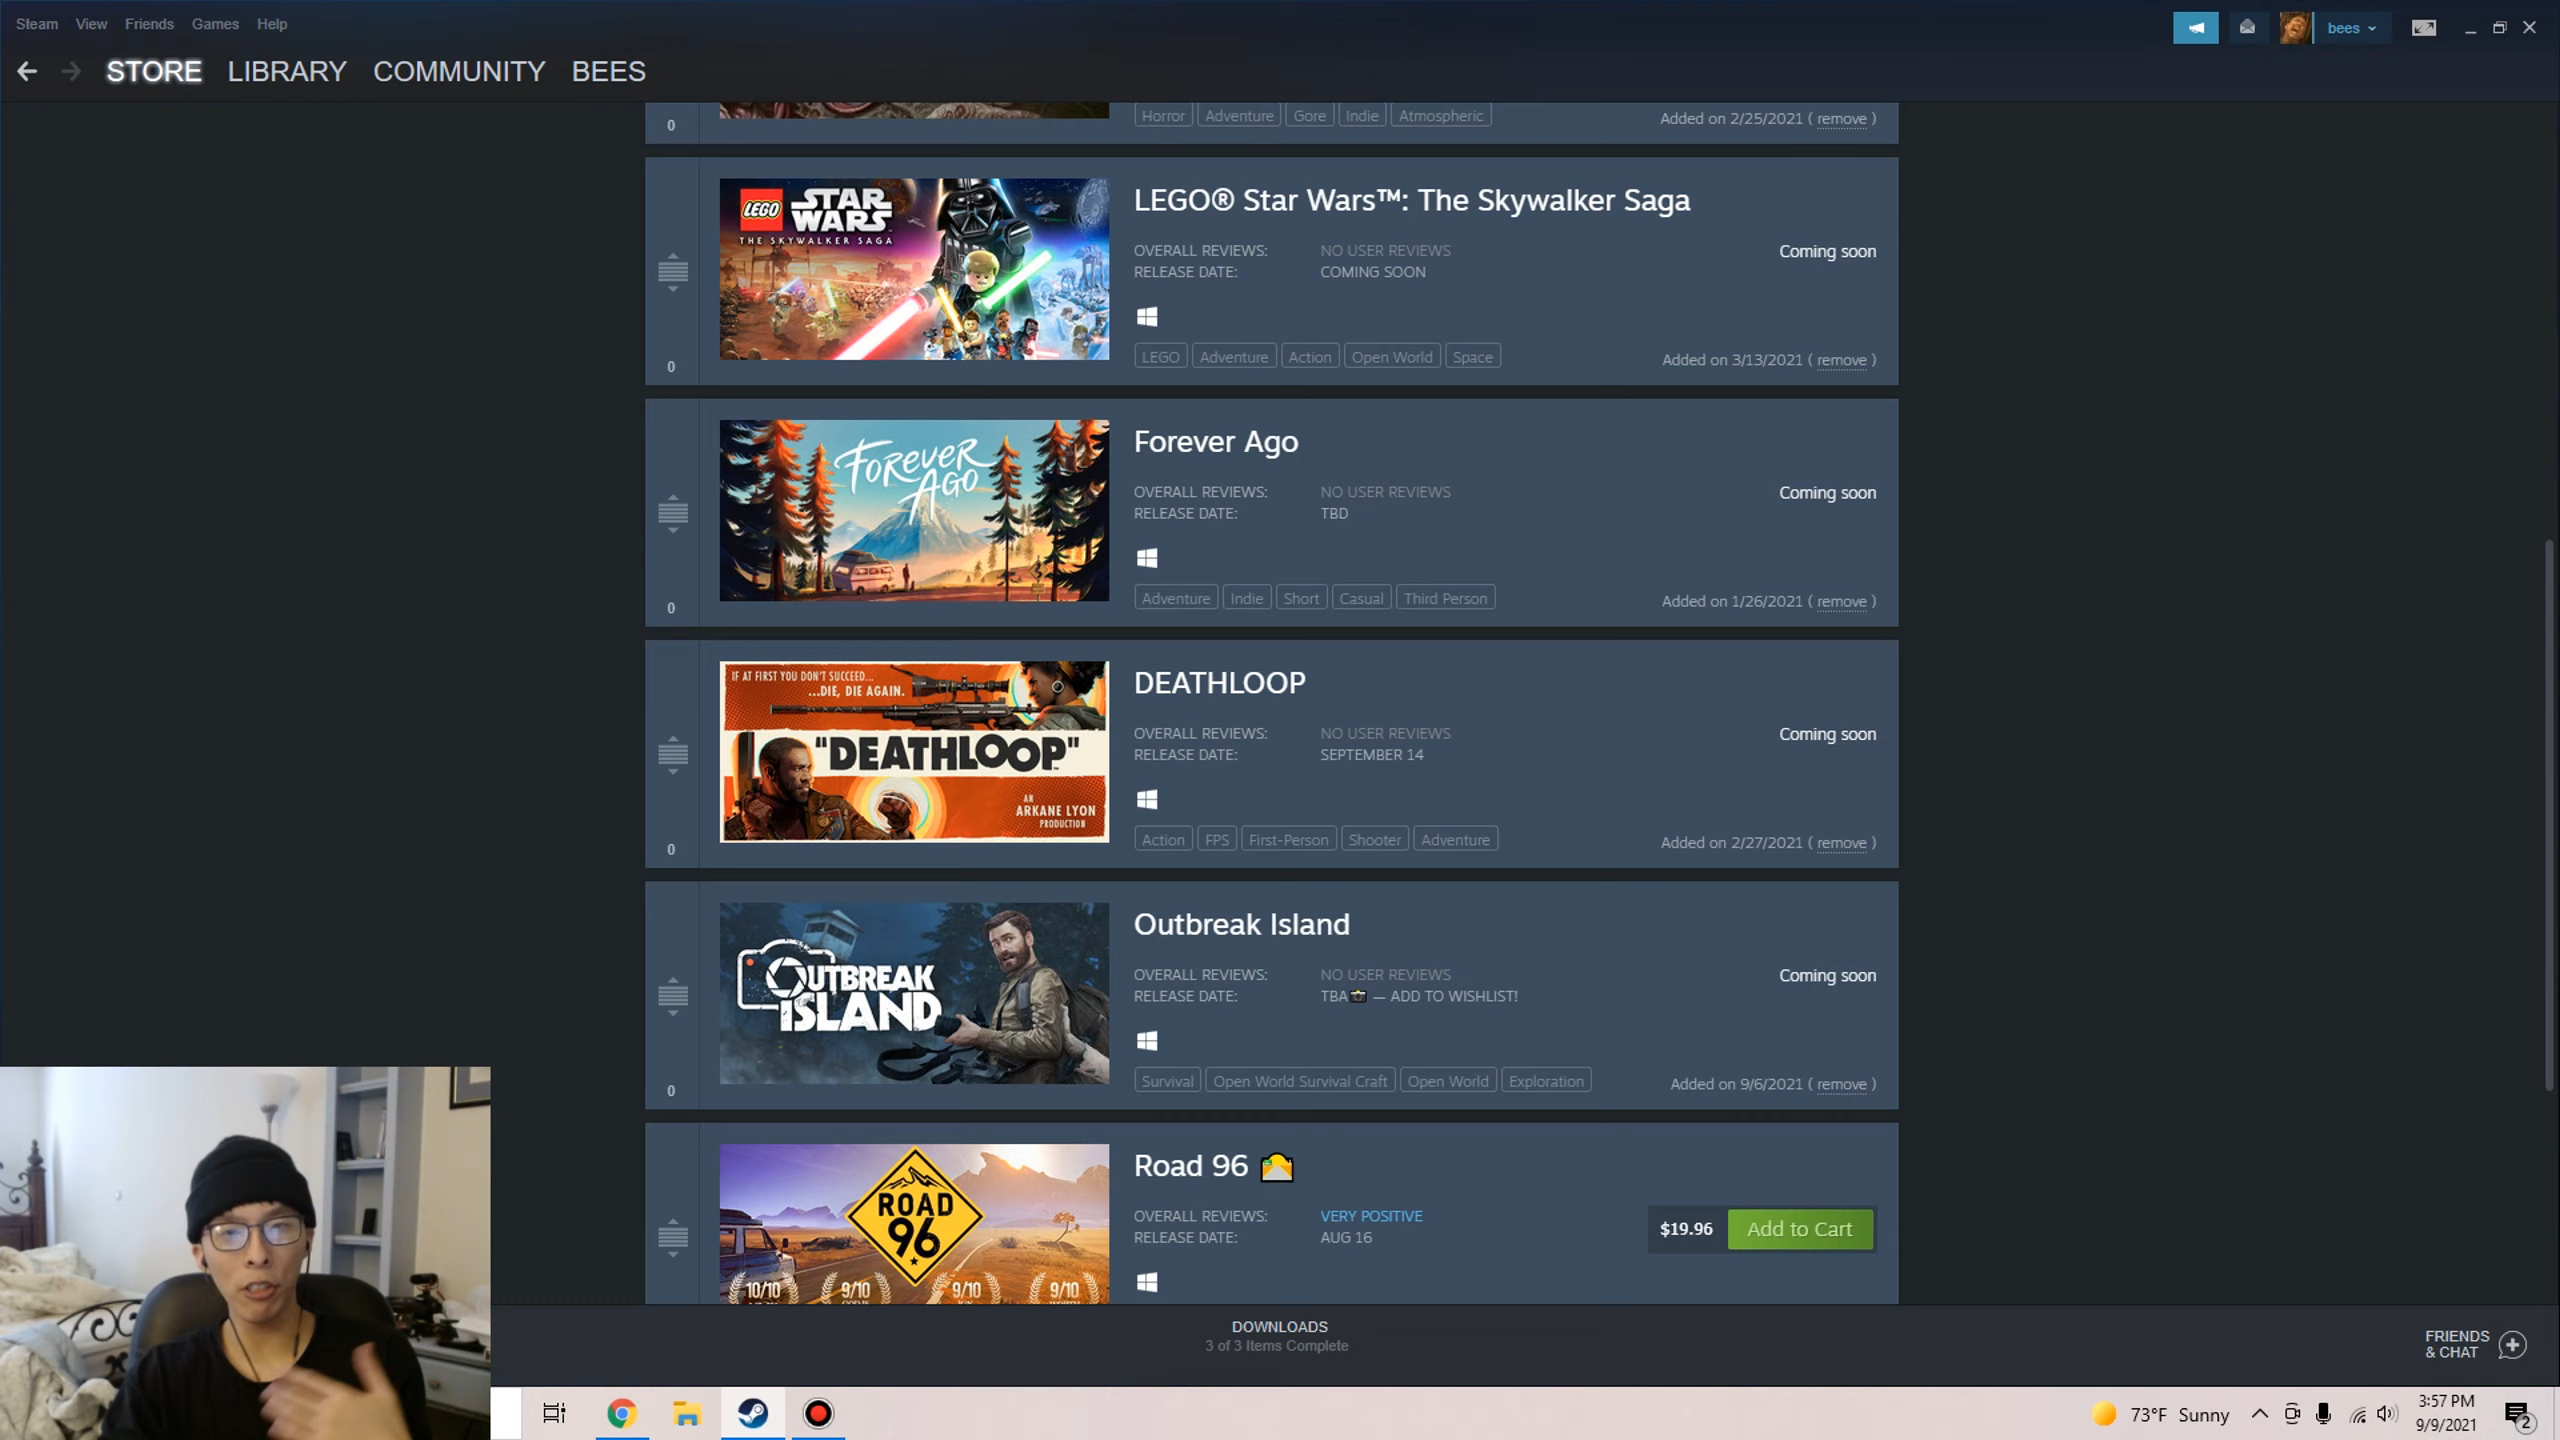 Steam View Friends Games Help
bees
STORE LIBRARY COMMUNITY BEES
0
Horror Adventure Gore Indie Atmospheric
Added on 2/25/2021 ( remove )
LEGO STAR WARS
THE SKYWALKER SAGA
LEGO® Star Wars™: The Skywalker Saga
OVERALL REVIEWS: NO USER REVIEWS
RELEASE DATE: COMING SOON
Coming soon
LEGO Adventure Action Open World Space
Added on 3/13/2021 ( remove )
0
FOREVER
AGO
Forever Ago
OVERALL REVIEWS: NO USER REVIEWS
RELEASE DATE: TBD
Coming soon
Adventure Indie Short Casual Third Person
Added on 1/26/2021 ( remove )
0
IF AT FIRST YOU DON'T SUCCEED...
...DIE, DIE AGAIN.
"DEATHLOOP"
AN
ARKANE LYON
PRODUCTION
DEATHLOOP
OVERALL REVIEWS: NO USER REVIEWS
RELEASE DATE: SEPTEMBER 14
Coming soon
Action FPS First-Person Shooter Adventure
Added on 2/27/2021 ( remove )
0
OUTBREAK
ISLAND
Outbreak Island
OVERALL REVIEWS: NO USER REVIEWS
RELEASE DATE: TBA📷 — ADD TO WISHLIST!
Coming soon
Survival Open World Survival Craft Open World Exploration
Added on 9/6/2021 ( remove )
0
ROAD
96
10/10 9/10 9/10 9/10
Road 96
OVERALL REVIEWS: VERY POSITIVE
RELEASE DATE: AUG 16
$19.96 Add to Cart
DOWNLOADS
3 of 3 Items Complete
FRIENDS
& CHAT
73°F Sunny
3:57 PM
9/9/2021
2